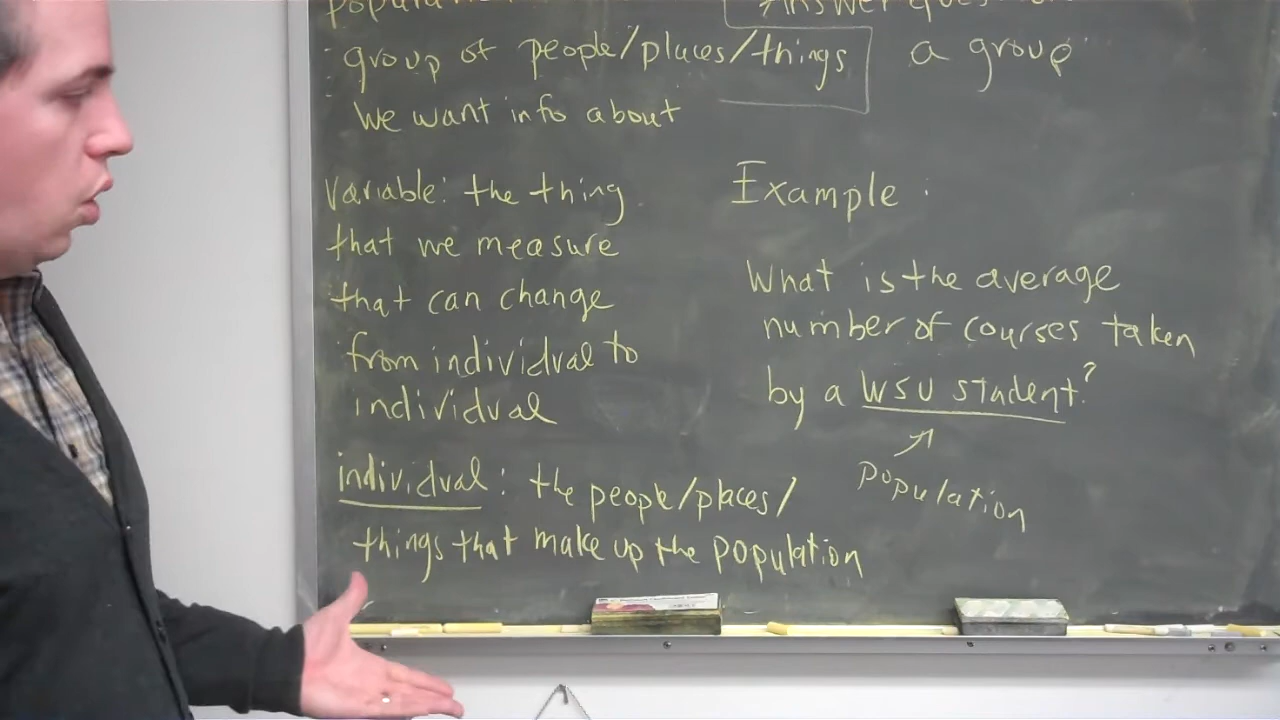 group of people/places/things
we want info about
Variable: the thing
that we measure
that can change
from individual to
individual
individual: the people/places/
things that make up the population
a group
Example:
What is the average
number of courses taken
by a WSU student?
population